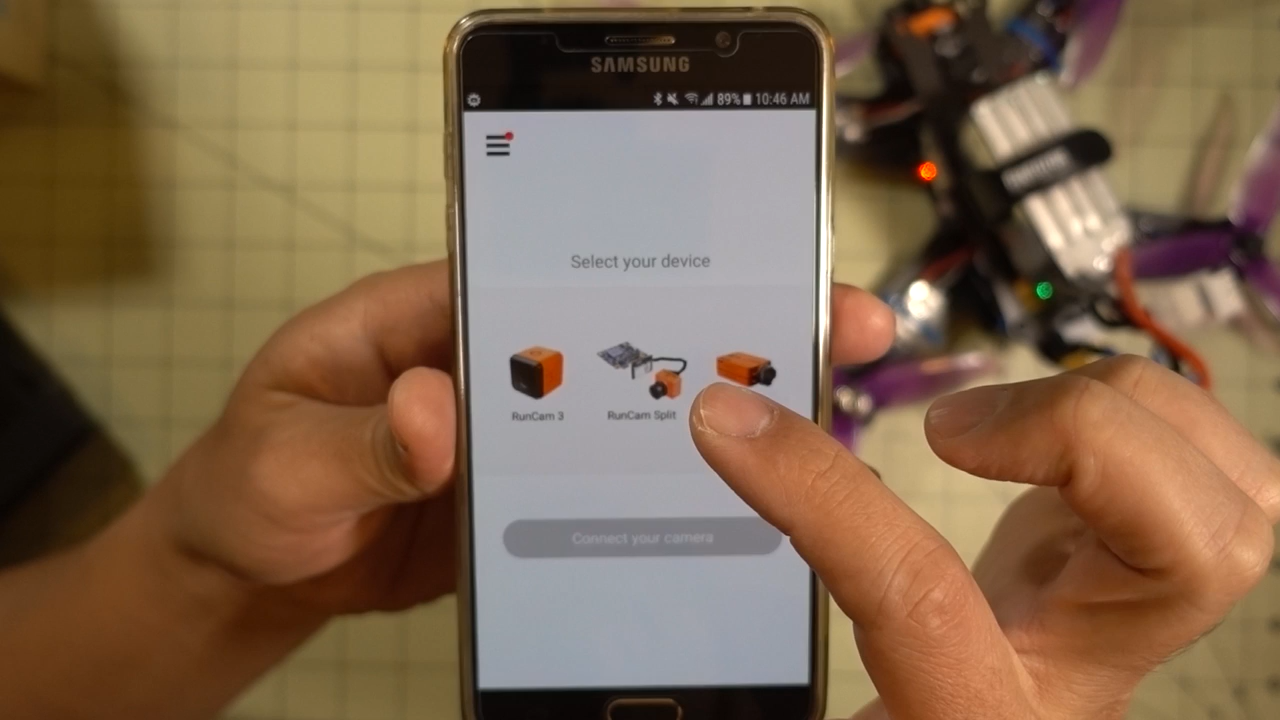 SAMSUNG
89% 10:46 AM
Select your device
RunCam 3
RunCam Split
Connect your camera